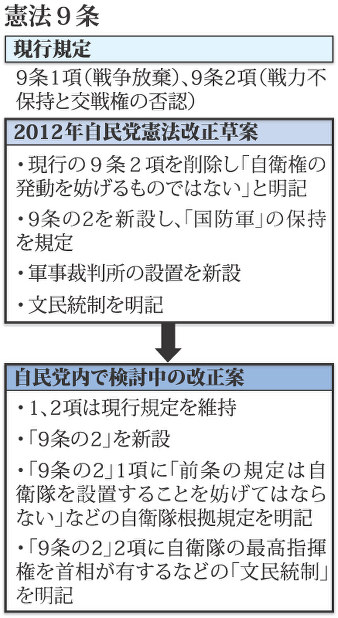 憲法９条
現行規定
９条１項（戦争放棄）、９条２項（戦力不
保持と交戦権の否認）
2012年自民党憲法改正草案
・現行の９条２項を削除し「自衛権の
発動を妨げるものではない」と明記
・９条の２を新設し、「国防軍」の保持
を規定
・軍事裁判所の設置を新設
・文民統制を明記
自民党内で検討中の改正案
・１、２項は現行規定を維持
・「９条の２」を新設
・「９条の２」１項に「前条の規定は自
衛隊を設置することを妨げてはなら
ない」などの自衛隊根拠規定を明記
・「９条の２」２項に自衛隊の最高指揮
権を首相が有するなどの「文民統制」
を明記